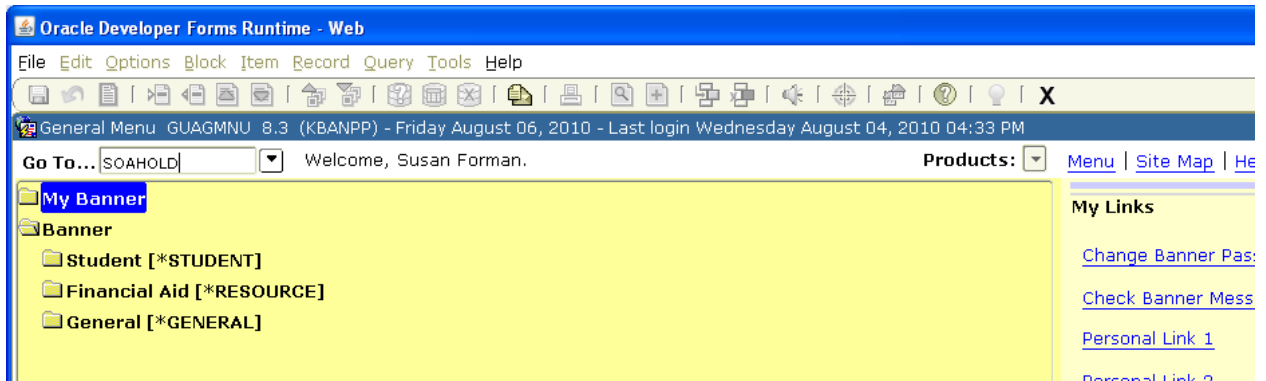 Oracle Developer Forms Runtime - Web
File Edit Options Block Item Record Query Tools Help
X
General Menu GUAGMNU 8.3 (KBANPP) - Friday August 06, 2010 - Last login Wednesday August 04, 2010 04:33 PM
Go To... SOAHOLD Welcome, Susan Forman. Products: Menu | Site Map | He
My Banner
My Links
Banner
Student [*STUDENT]
Change Banner Pas
Financial Aid [*RESOURCE]
Check Banner Mess
General [*GENERAL]
Personal Link 1
Personal Link 2